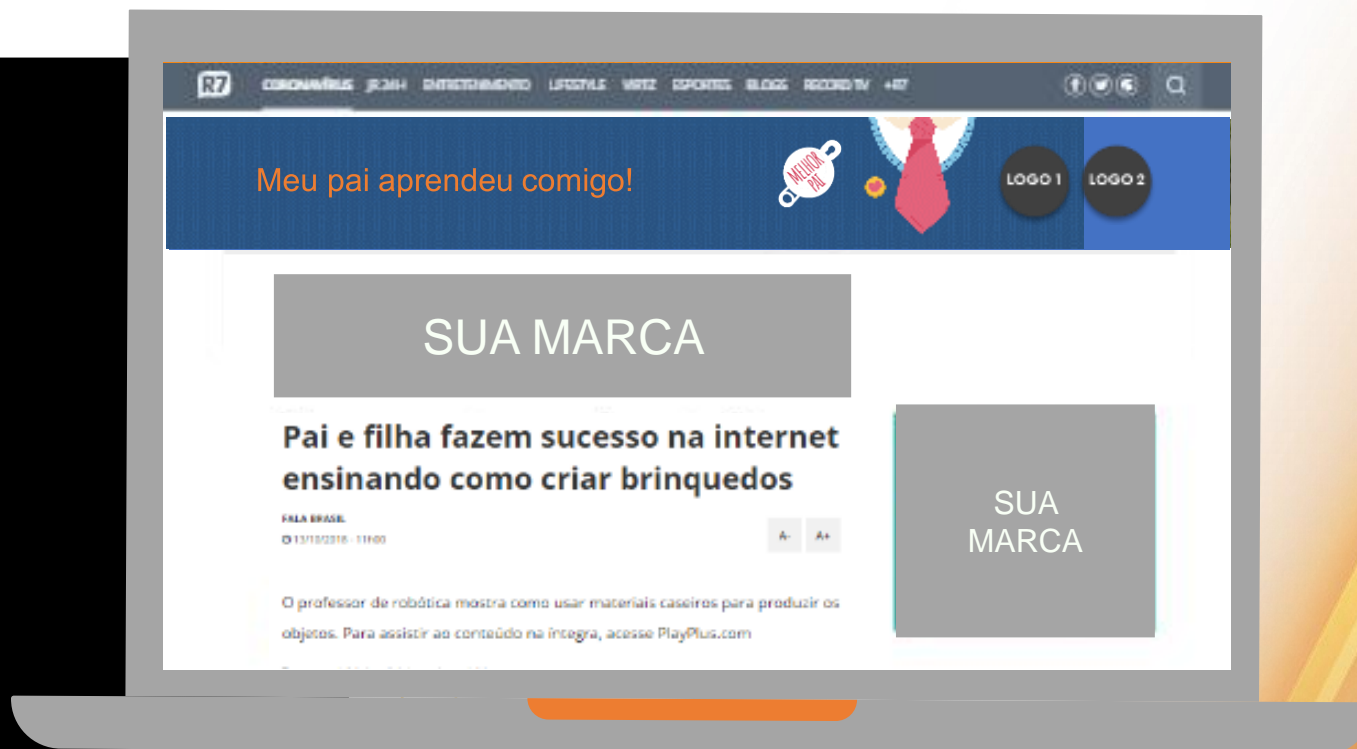 R7 CORONAVÍRUS JR 24H ENTRETENIMENTO LIFESTYLE VIRTZ ESPORTES BLOGS RECORD TV +R7
Meu pai aprendeu comigo!
MELHOR
PAI
LOGO 1
LOGO 2
SUA MARCA
Pai e filha fazem sucesso na internet
ensinando como criar brinquedos
FALA BRASIL
A- A+
SUA
MARCA
O professor de robótica mostra como usar materiais caseiros para produzir os
objetos. Para assistir ao conteúdo na íntegra, acesse PlayPlus.com